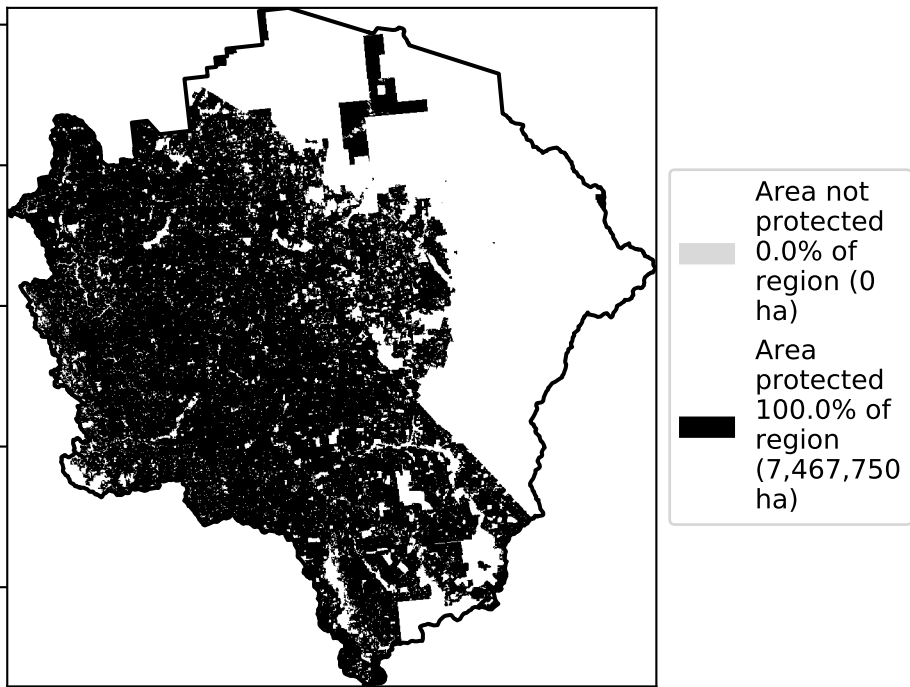 Area not
protected
0.0% of
region (0
ha)
Area
protected
100.0% of
region
(7,467,750
ha)